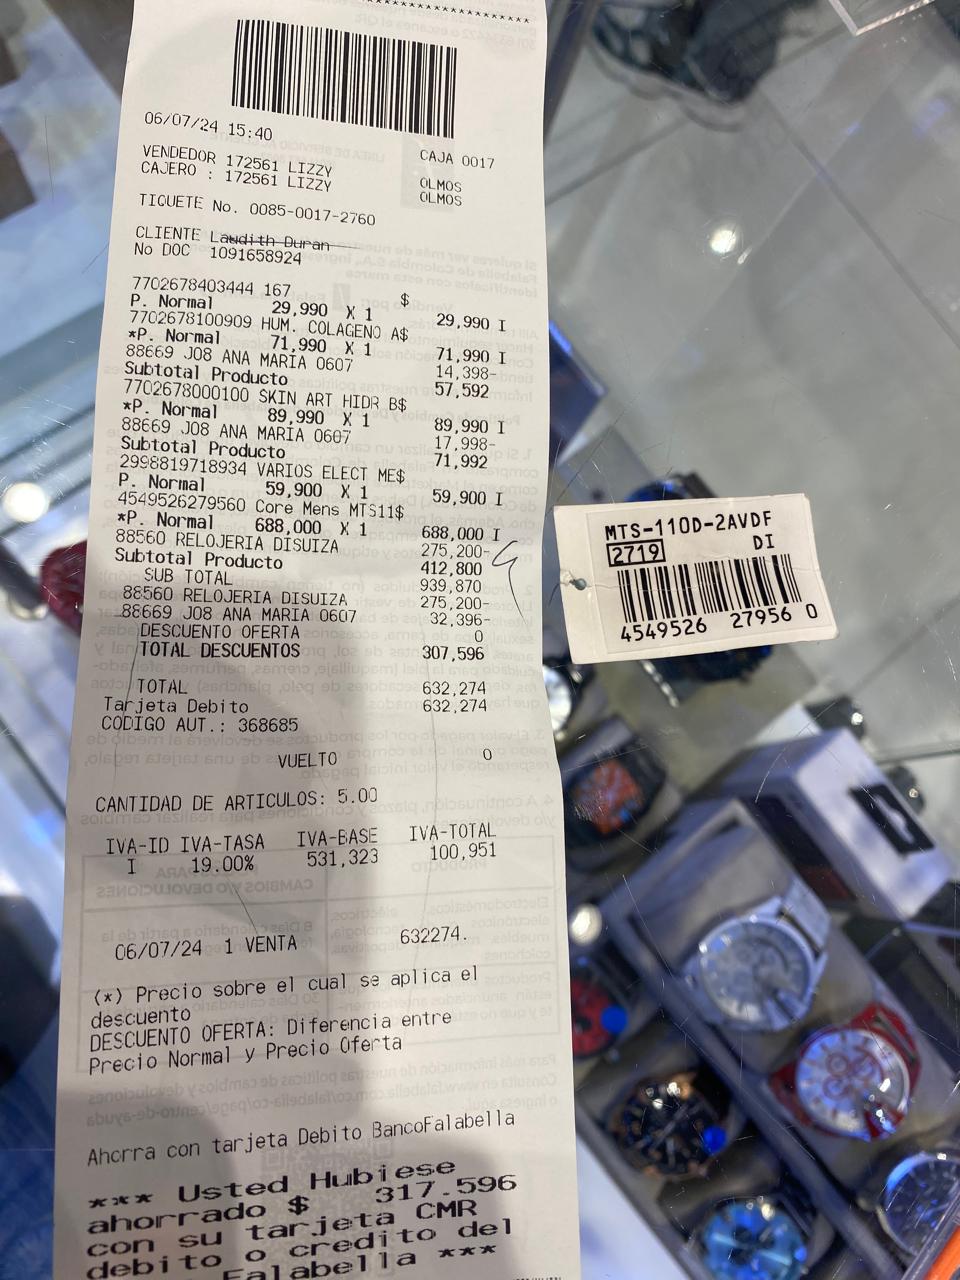 06/07/24 15:40
CAJA 0017
VENDEDOR 172561 LIZZY OLMOS
CAJERO : 172561 LIZZY OLMOS
TIQUETE No. 0085-0017-2760
CLIENTE Laudith Duran
No DOC 1091658924
7702678403444 167 $
P. Normal 29,990 X 1 29,990 I
7702678100909 HUM. COLAGENO A$
*P. Normal 71,990 X 1 71,990 I
88669 J08 ANA MARIA 0607 14,398-
Subtotal Producto 57,592
7702678000100 SKIN ART HIDR B$
*P. Normal 89,990 X 1 89,990 I
88669 J08 ANA MARIA 0607 17,998-
Subtotal Producto 71,992
2998819718934 VARIOS ELECT ME$
P. Normal 59,900 X 1 59,900 I
4549526279560 Core Mens MTS11$
*P. Normal 688,000 X 1 688,000 I
88560 RELOJERIA DISUIZA 275,200-
Subtotal Producto 412,800
SUB TOTAL 939,870
88560 RELOJERIA DISUIZA 275,200-
88669 J08 ANA MARIA 0607 32,396-
DESCUENTO OFERTA 0
TOTAL DESCUENTOS 307,596
TOTAL 632,274
Tarjeta Debito 632,274
CODIGO AUT.: 368685
VUELTO 0
CANTIDAD DE ARTICULOS: 5.00
IVA-ID IVA-TASA IVA-BASE IVA-TOTAL
I 19.00% 531,323 100,951
06/07/24 1 VENTA 632274.
(*) Precio sobre el cual se aplica el
descuento
DESCUENTO OFERTA: Diferencia entre
Precio Normal y Precio Oferta
Ahorra con tarjeta Debito BancoFalabella
*** Usted Hubiese
ahorrado $ 317.596
con su tarjeta CMR
debito o credito del
Falabella ***
MTS-110D-2AVDF
2719 DI
4549526 27956 0